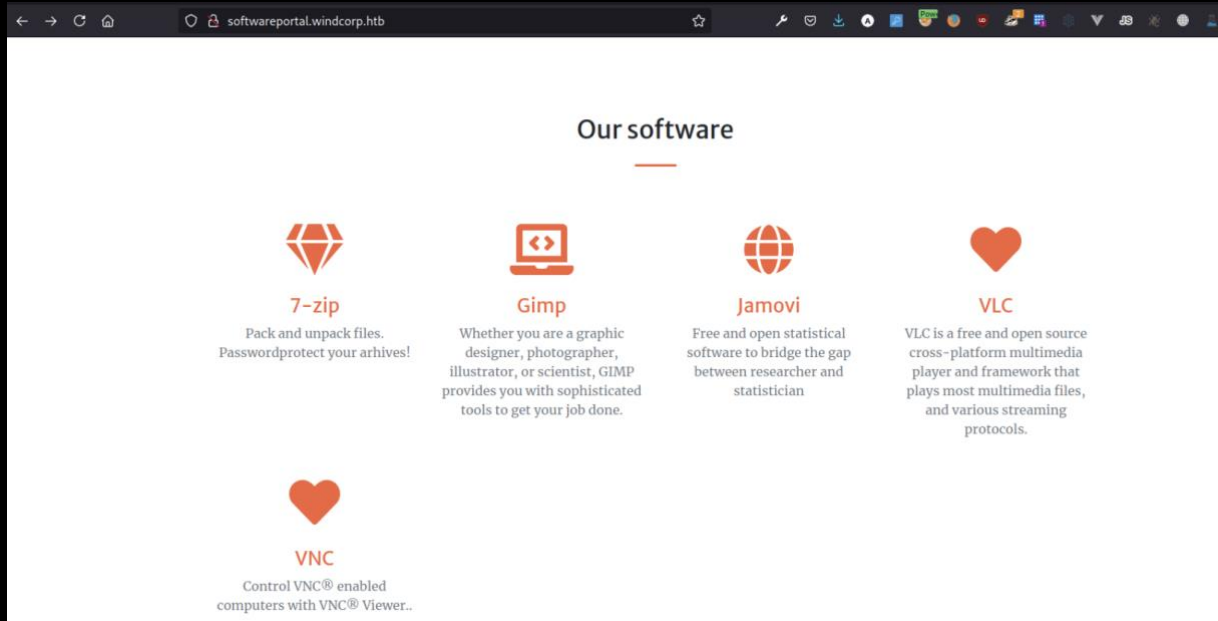 softwareportal.windcorp.htb
Our software
7-zip
Pack and unpack files.
Passwordprotect your arhives!
Gimp
Whether you are a graphic
designer, photographer,
illustrator, or scientist, GIMP
provides you with sophisticated
tools to get your job done.
Jamovi
Free and open statistical
software to bridge the gap
between researcher and
statistician
VLC
VLC is a free and open source
cross-platform multimedia
player and framework that
plays most multimedia files,
and various streaming
protocols.
VNC
Control VNC® enabled
computers with VNC® Viewer..